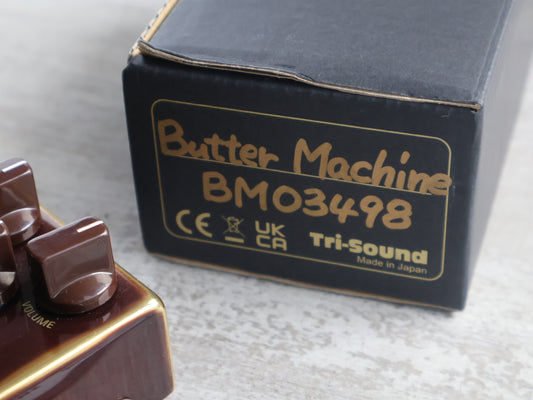 Butter Machine
BM03498
CE UK
CA Tri-Sound
Made in Japan
VOLUME